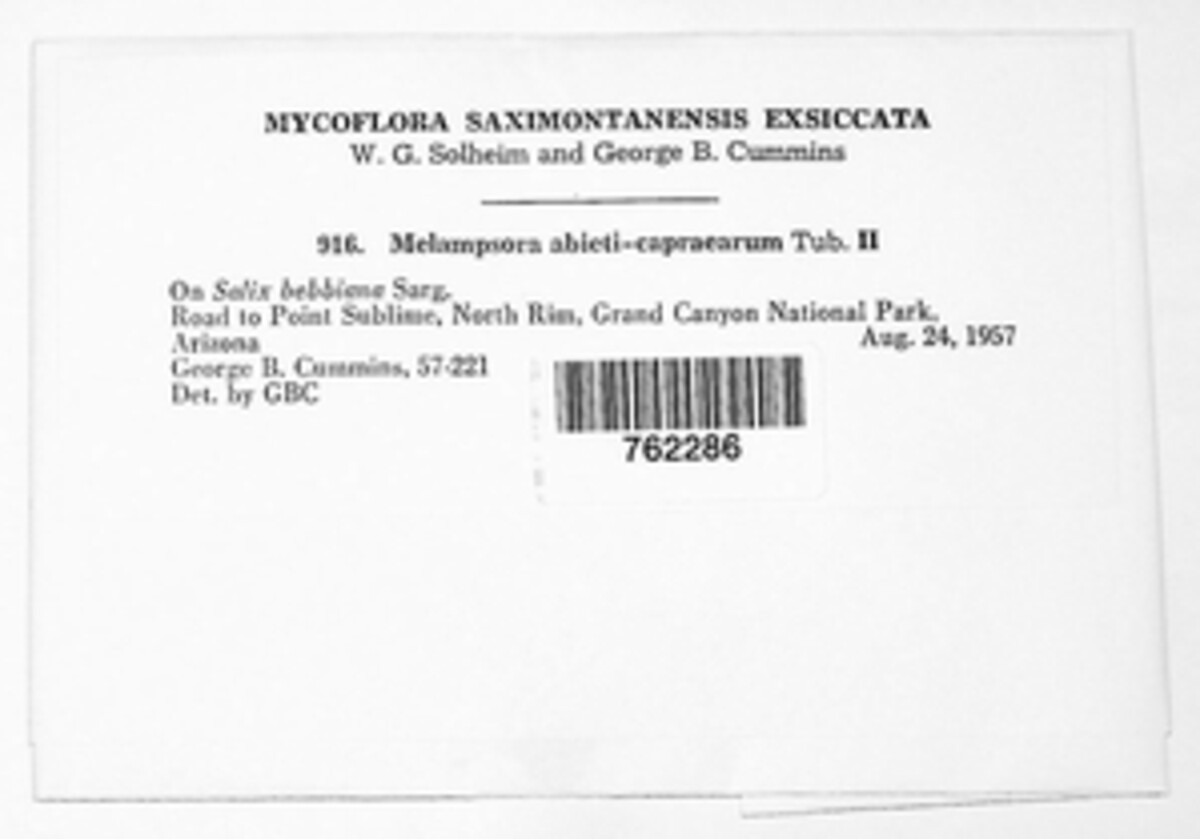 MYCOFLORA SAXIMONTANENSIS EXSICCATA
W. G. Solheim and George B. Cummins
916. Melampsora abieti-capraearum Tub. II
On Salix bebbiana Sarg.
Road to Point Sublime, North Rim, Grand Canyon National Park,
Arizona Aug. 24, 1957
George B. Cummins, 57-221
Det. by GBC
762286